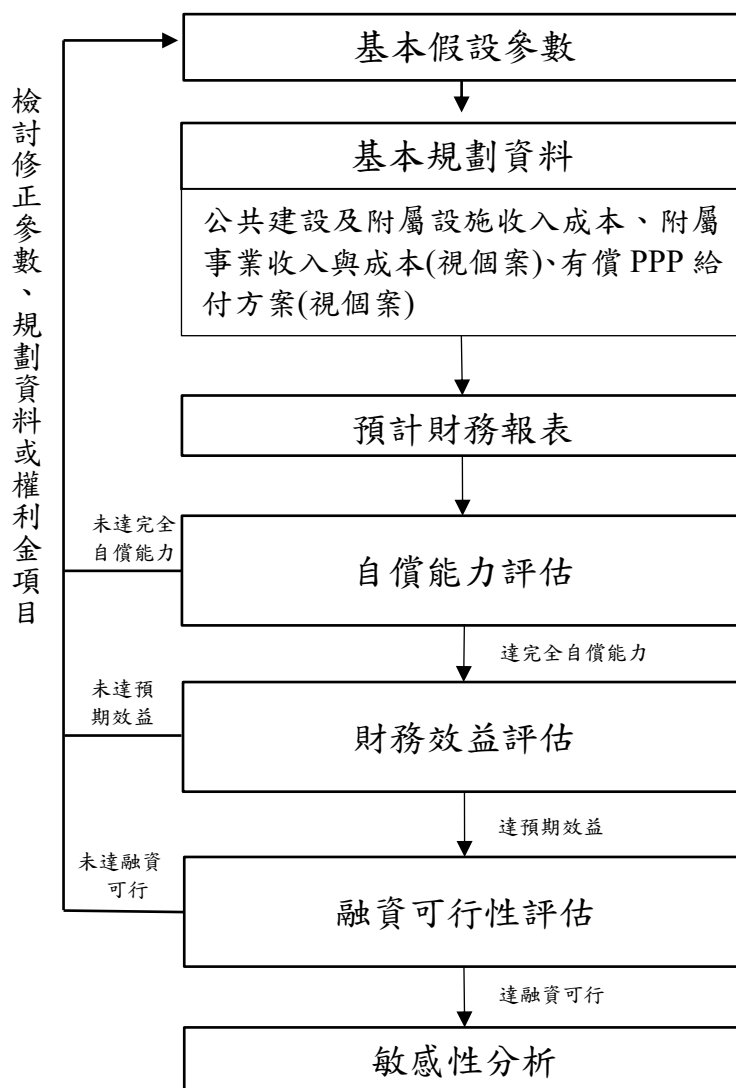 基本假設參數
檢討修正參數、規劃資料或權利金項目
基本規劃資料
公共建設及附屬設施收入成本、附屬
事業收入與成本(視個案)、有償 PPP 給
付方案(視個案)
預計財務報表
未達完全
自償能力
自償能力評估
達完全自償能力
未達預
期效益
財務效益評估
達預期效益
未達融資
可行
融資可行性評估
達融資可行
敏感性分析